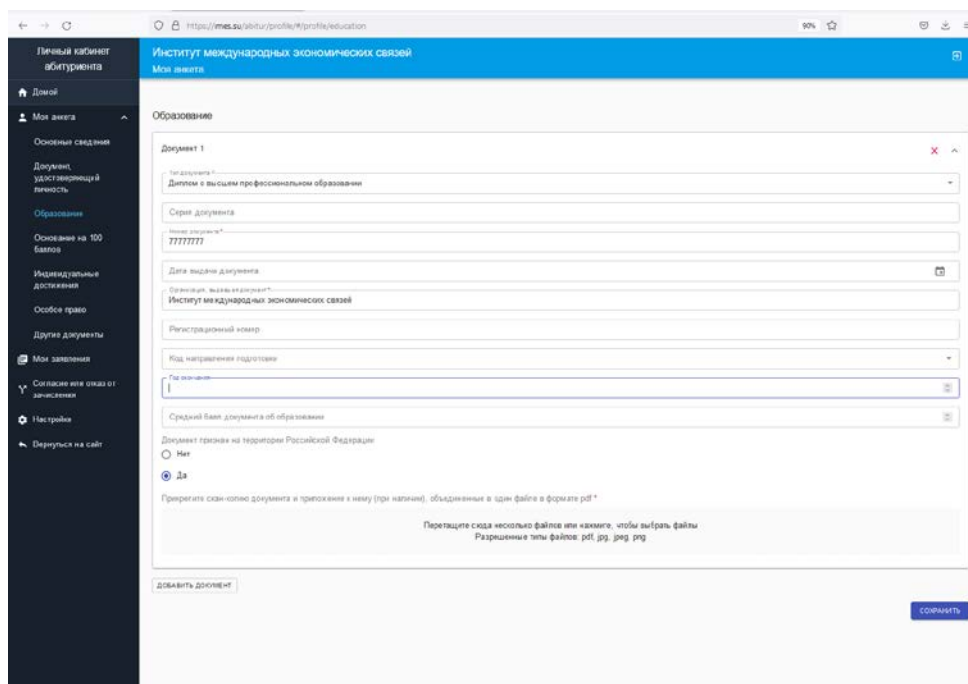 https://imes.su/abitur/profile/#/profile/education
90%
Личный кабинет
абитуриента
Институт международных экономических связей
Моя анкета
Домой
Моя анкета
Основные сведения
Документ,
удостоверяющий
личность
Образование
Основание на 100
баллов
Индивидуальные
достижения
Особое право
Другие документы
Мои заявления
Согласие или отказ от
зачисления
Настройки
Вернуться на сайт
Образование
Документ 1
Тип документа *
Диплом о высшем профессиональном образовании
Серия документа
Номер документа *
77777777
Дата выдачи документа
Организация, выдавшая документ *
Институт международных экономических связей
Регистрационный номер
Код направления подготовки
Год окончания
Средний балл документа об образовании
Документ признан на территории Российской Федерации
Нет
Да
Прикрепите скан-копию документа и приложение к нему (при наличии), объединенные в один файл в формате pdf *
Перетащите сюда несколько файлов или нажмите, чтобы выбрать файлы
Разрешенные типы файлов: pdf, jpg, jpeg, png
ДОБАВИТЬ ДОКУМЕНТ
СОХРАНИТЬ